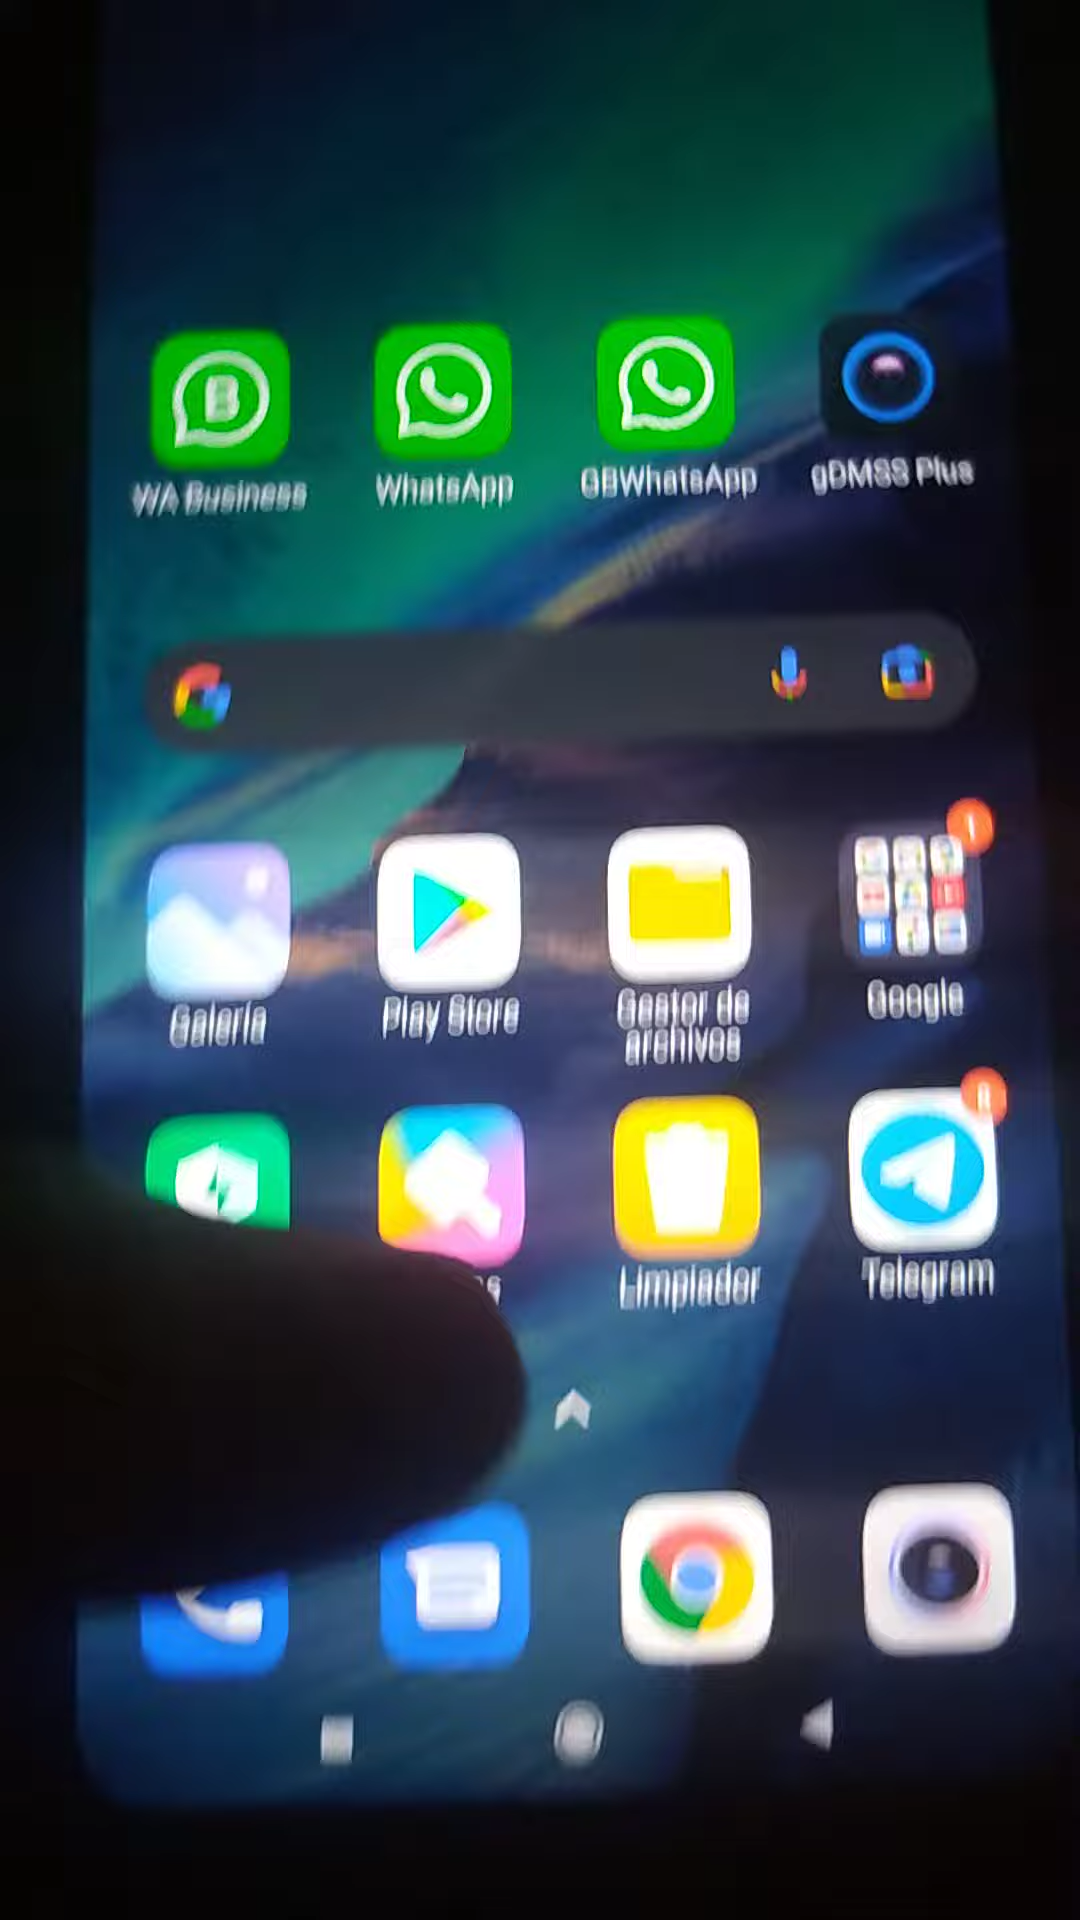 WA Business
WhatsApp
GBWhatsApp
gDMSS Plus
Galería
Play Store
Gestor de
archivos
Google
Limpiador
Telegram